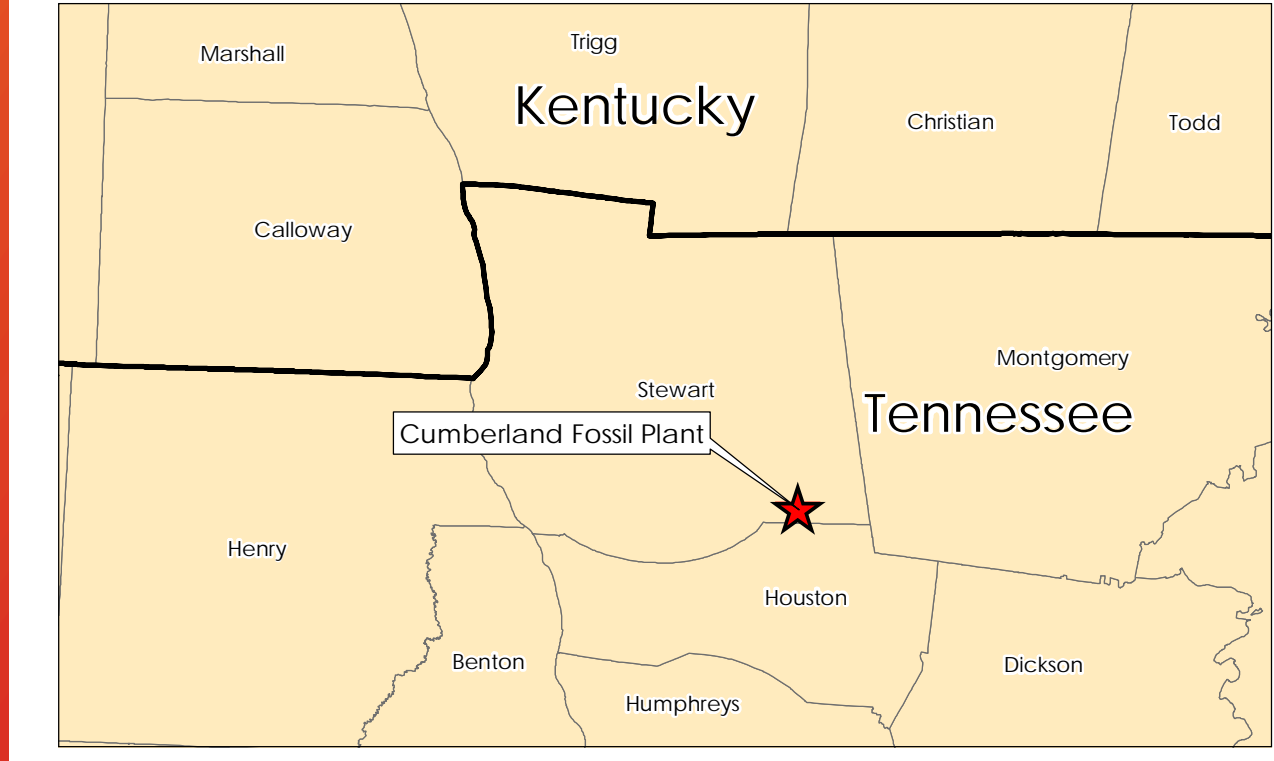 Trigg
Marshall
Kentucky
Christian
Todd
Calloway
Montgomery
Stewart
Tennessee
Cumberland Fossil Plant
Henry
Houston
Benton
Dickson
Humphreys